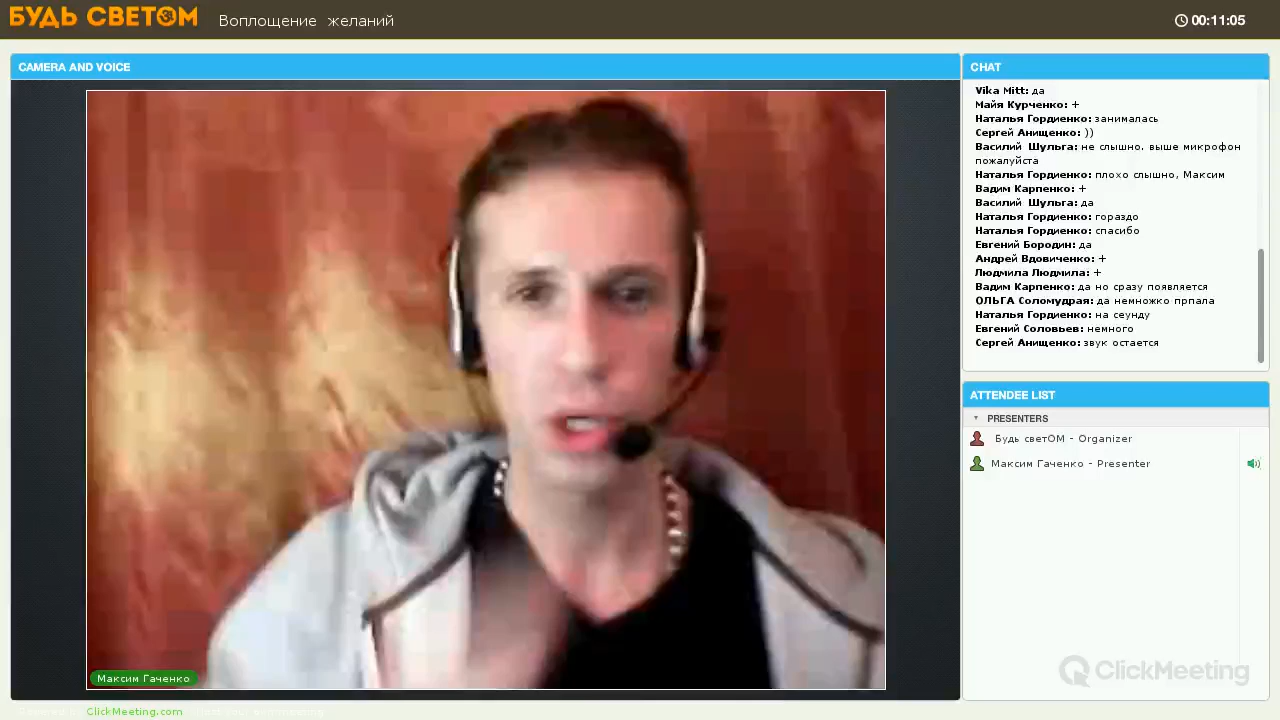 БУДЬ СВЕТОМ Воплощение желаний 00:11:05
CAMERA AND VOICE
CHAT
Vika Mitt: да
Майя Курченко: +
Наталья Гордиенко: занималась
Сергей Анищенко: ))
Василий Шульга: не слышно. выше микрофон
пожалуйста
Наталья Гордиенко: плохо слышно, Максим
Вадим Карпенко: +
Василий Шульга: да
Наталья Гордиенко: гораздо
Наталья Гордиенко: спасибо
Евгений Бородин: да
Андрей Вдовиченко: +
Людмила Людмила: +
Вадим Карпенко: да но сразу появляется
ОЛЬГА Соломудрая: да немножко прпала
Наталья Гордиенко: на сеунду
Евгений Соловьев: немного
Сергей Анищенко: звук остается
ATTENDEE LIST
PRESENTERS
Будь светОМ - Organizer
Максим Гаченко - Presenter
Максим Гаченко
ClickMeeting
Powered by ClickMeeting.com